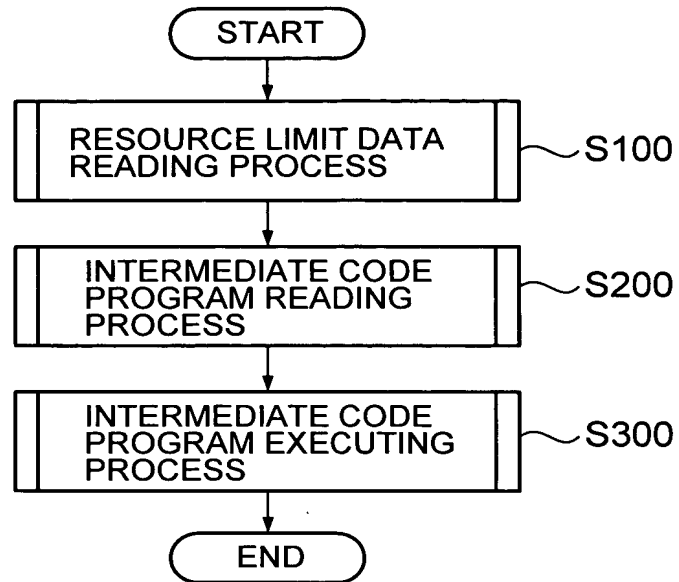 START
RESOURCE LIMIT DATA
READING PROCESS
S100
INTERMEDIATE CODE
PROGRAM READING
PROCESS
S200
INTERMEDIATE CODE
PROGRAM EXECUTING
PROCESS
S300
END